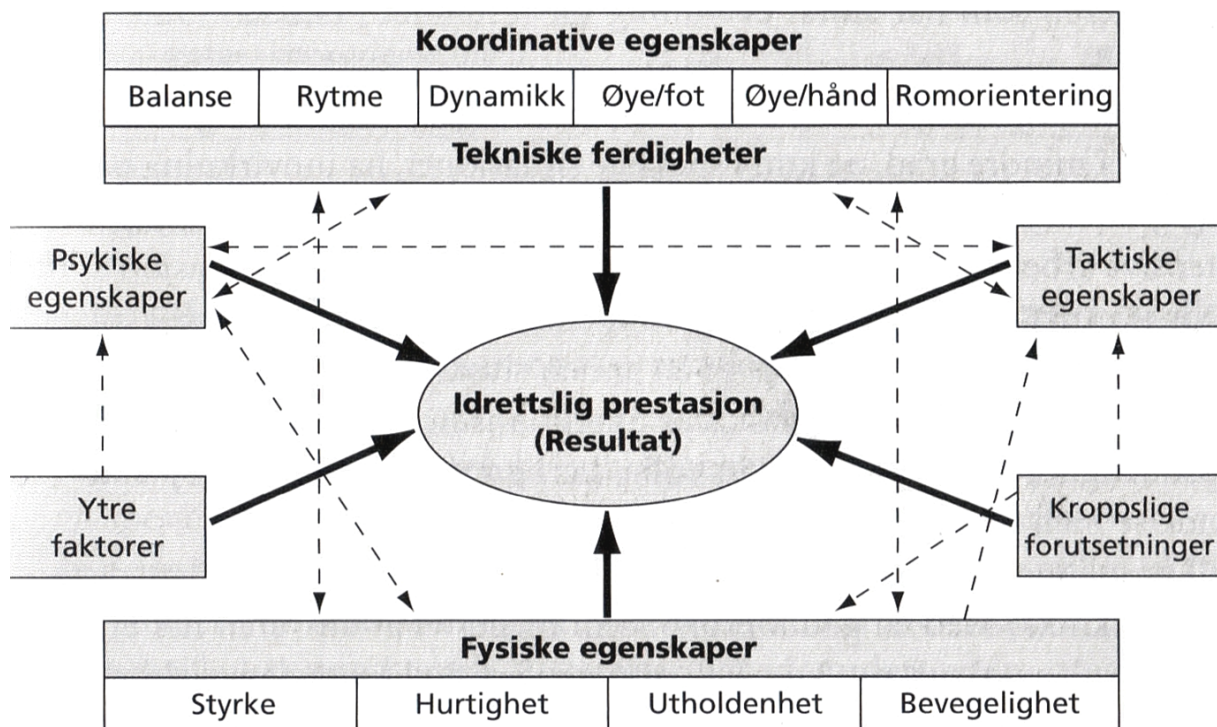 Koordinative egenskaper
Balanse Rytme Dynamikk Øye/fot Øye/hånd Romorientering
Tekniske ferdigheter
Psykiske
egenskaper
Taktiske
egenskaper
Idrettslig prestasjon
(Resultat)
Ytre
faktorer
Kroppslige
forutsetninger
Fysiske egenskaper
Styrke Hurtighet Utholdenhet Bevegelighet